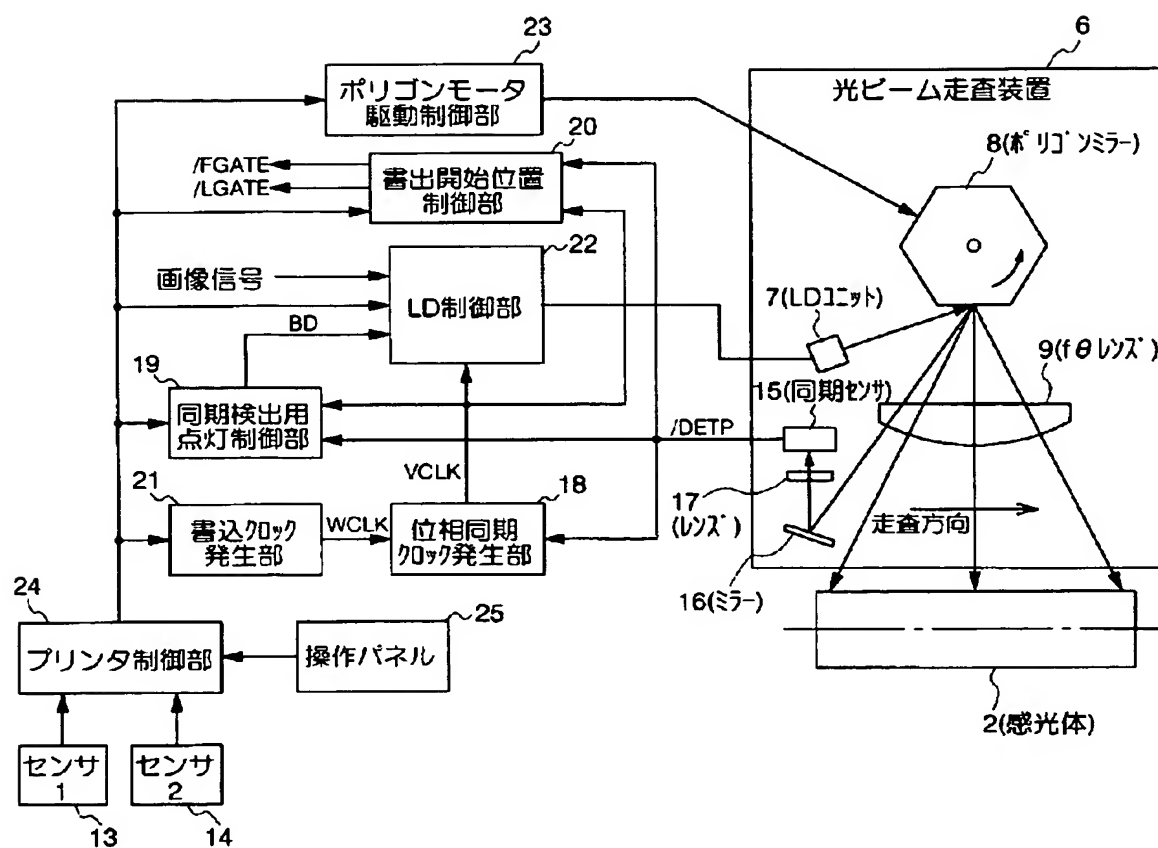 23
6
ポリゴンモータ
駆動制御部
光ビーム走査装置
20
8(ﾎﾟﾘｺﾞﾝﾐﾗｰ)
/FGATE
/LGATE
書出開始位置
制御部
22
画像信号
LD制御部
7(LDﾕﾆｯﾄ)
BD
9(fθﾚﾝｽﾞ)
19
15(同期ｾﾝｻ)
同期検出用
点灯制御部
/DETP
VCLK
21
18
17
(ﾚﾝｽﾞ)
書込ｸﾛｯｸ
発生部
WCLK
位相同期
ｸﾛｯｸ発生部
走査方向
16(ﾐﾗｰ)
24
25
プリンタ制御部
操作パネル
2(感光体)
センサ
1
センサ
2
13
14